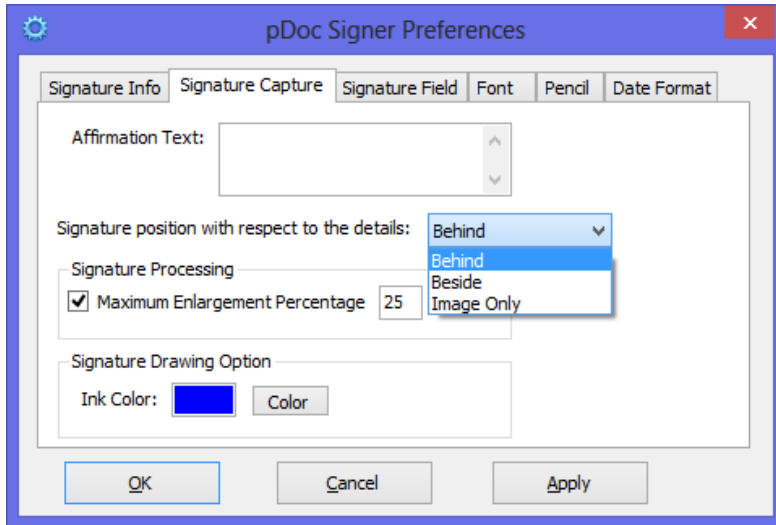 pDoc Signer Preferences
Signature Info Signature Capture Signature Field Font Pencil Date Format
Affirmation Text:
Signature position with respect to the details: Behind
Behind
Beside
Image Only
Signature Processing
Maximum Enlargement Percentage 25
Signature Drawing Option
Ink Color: Color
OK Cancel Apply